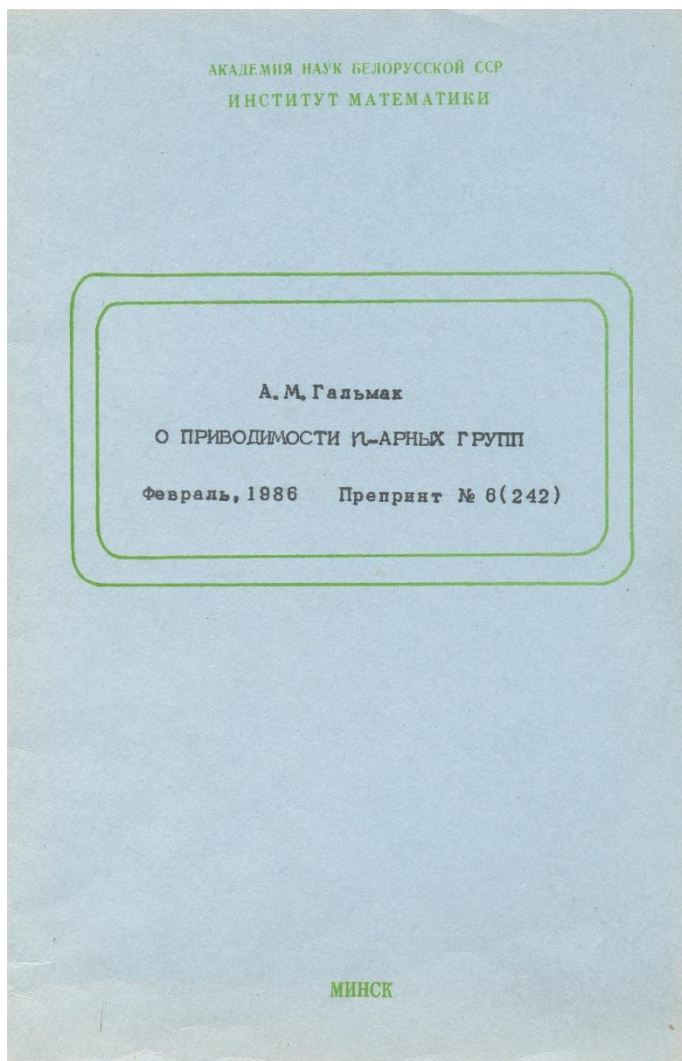 АКАДЕМИЯ НАУК БЕЛОРУССКОЙ ССР
ИНСТИТУТ МАТЕМАТИКИ
А.М. Гальмак
О ПРИВОДИМОСТИ n-АРНЫХ ГРУПП
Февраль, 1986 Препринт № 6(242)
МИНСК